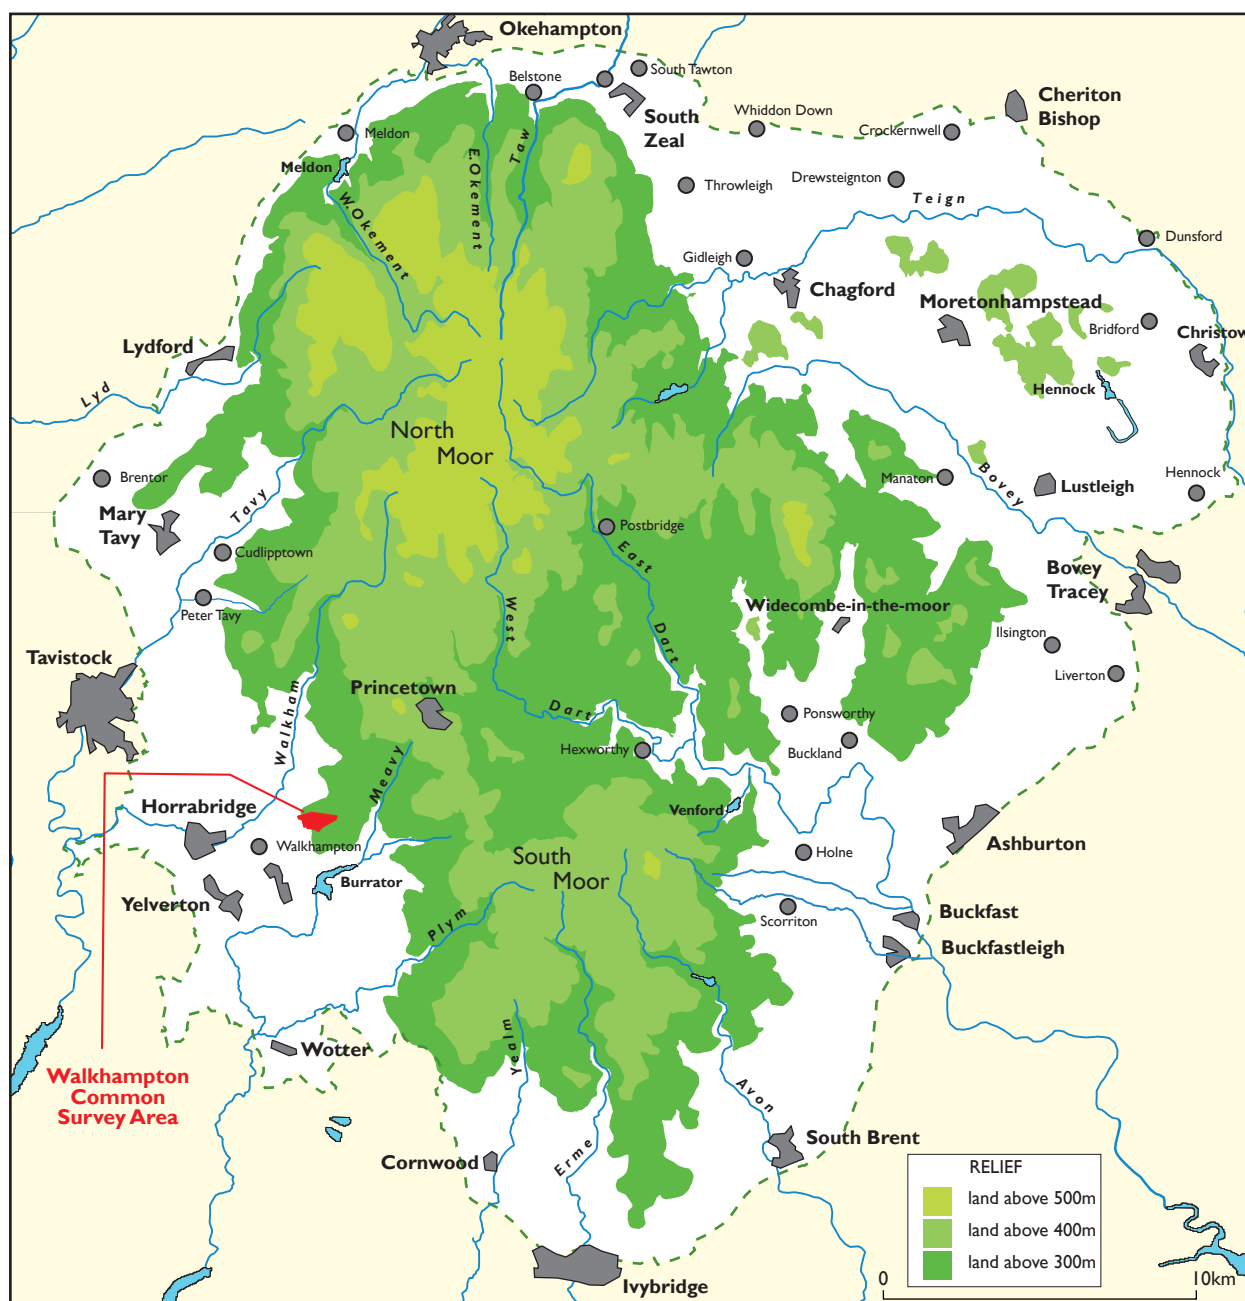 Okehampton
Belstone
South Tawton
South
Zeal
Whiddon Down
Crockernwell
Cheriton
Bishop
Meldon
Meldon
W.Okement
E.Okement
Taw
Throwleigh
Drewsteignton
Teign
Dunsford
Gidleigh
Chagford
Moretonhampstead
Bridford
Christow
Hennock
Lydford
Lyd
North
Moor
Brentor
Mary
Tavy
Tavy
Cudlipptown
Peter Tavy
Postbridge
Manaton
Bovey
Lustleigh
Hennock
Bovey
Tracey
East
Dart
West
Dart
Widecombe-in-the-moor
Ilsington
Liverton
Tavistock
Princetown
Walkham
Meavy
Hexworthy
Ponsworthy
Buckland
Venford
Horrabridge
Walkhampton
Yelverton
Burrator
South
Moor
Holne
Ashburton
Scorriton
Buckfast
Buckfastleigh
Plym
Yealm
Erme
Avon
Wotter
Walkhampton
Common
Survey Area
Cornwood
South Brent
Ivybridge
RELIEF
land above 500m
land above 400m
land above 300m
0
10km